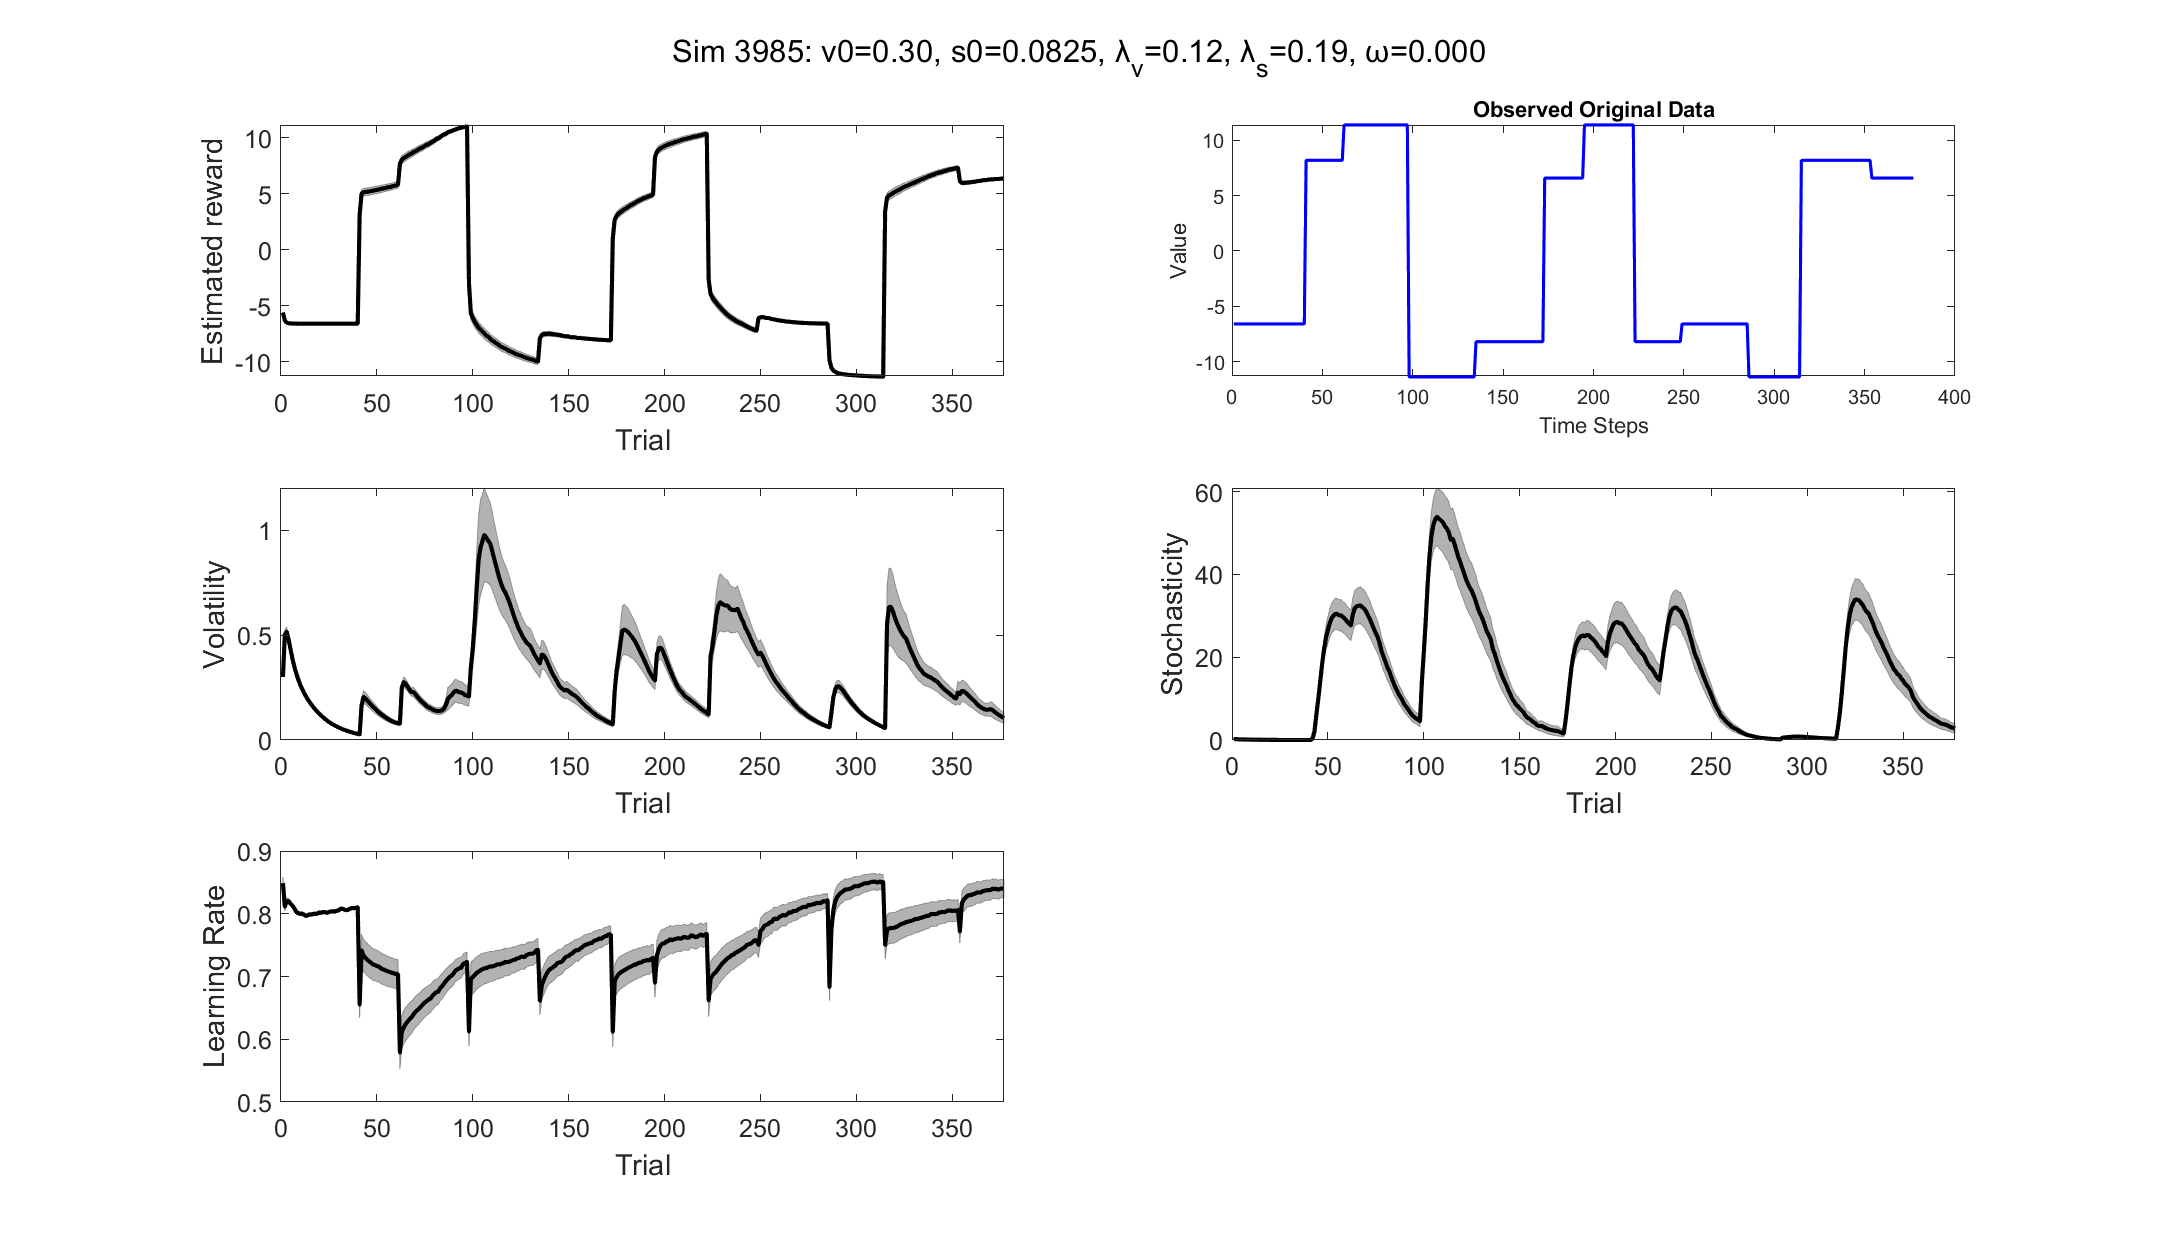 Sim 3985: v0=0.30, s0=0.0825, λ_v=0.12, λ_s=0.19, ω=0.000
Estimated reward
10
5
0
-5
-10
0 50 100 150 200 250 300 350
Trial
Observed Original Data
Value
10
5
0
-5
-10
0 50 100 150 200 250 300 350 400
Time Steps
Volatility
1
0.5
0
0 50 100 150 200 250 300 350
Trial
Stochasticity
60
40
20
0
0 50 100 150 200 250 300 350
Trial
Learning Rate
0.9
0.8
0.7
0.6
0.5
0 50 100 150 200 250 300 350
Trial